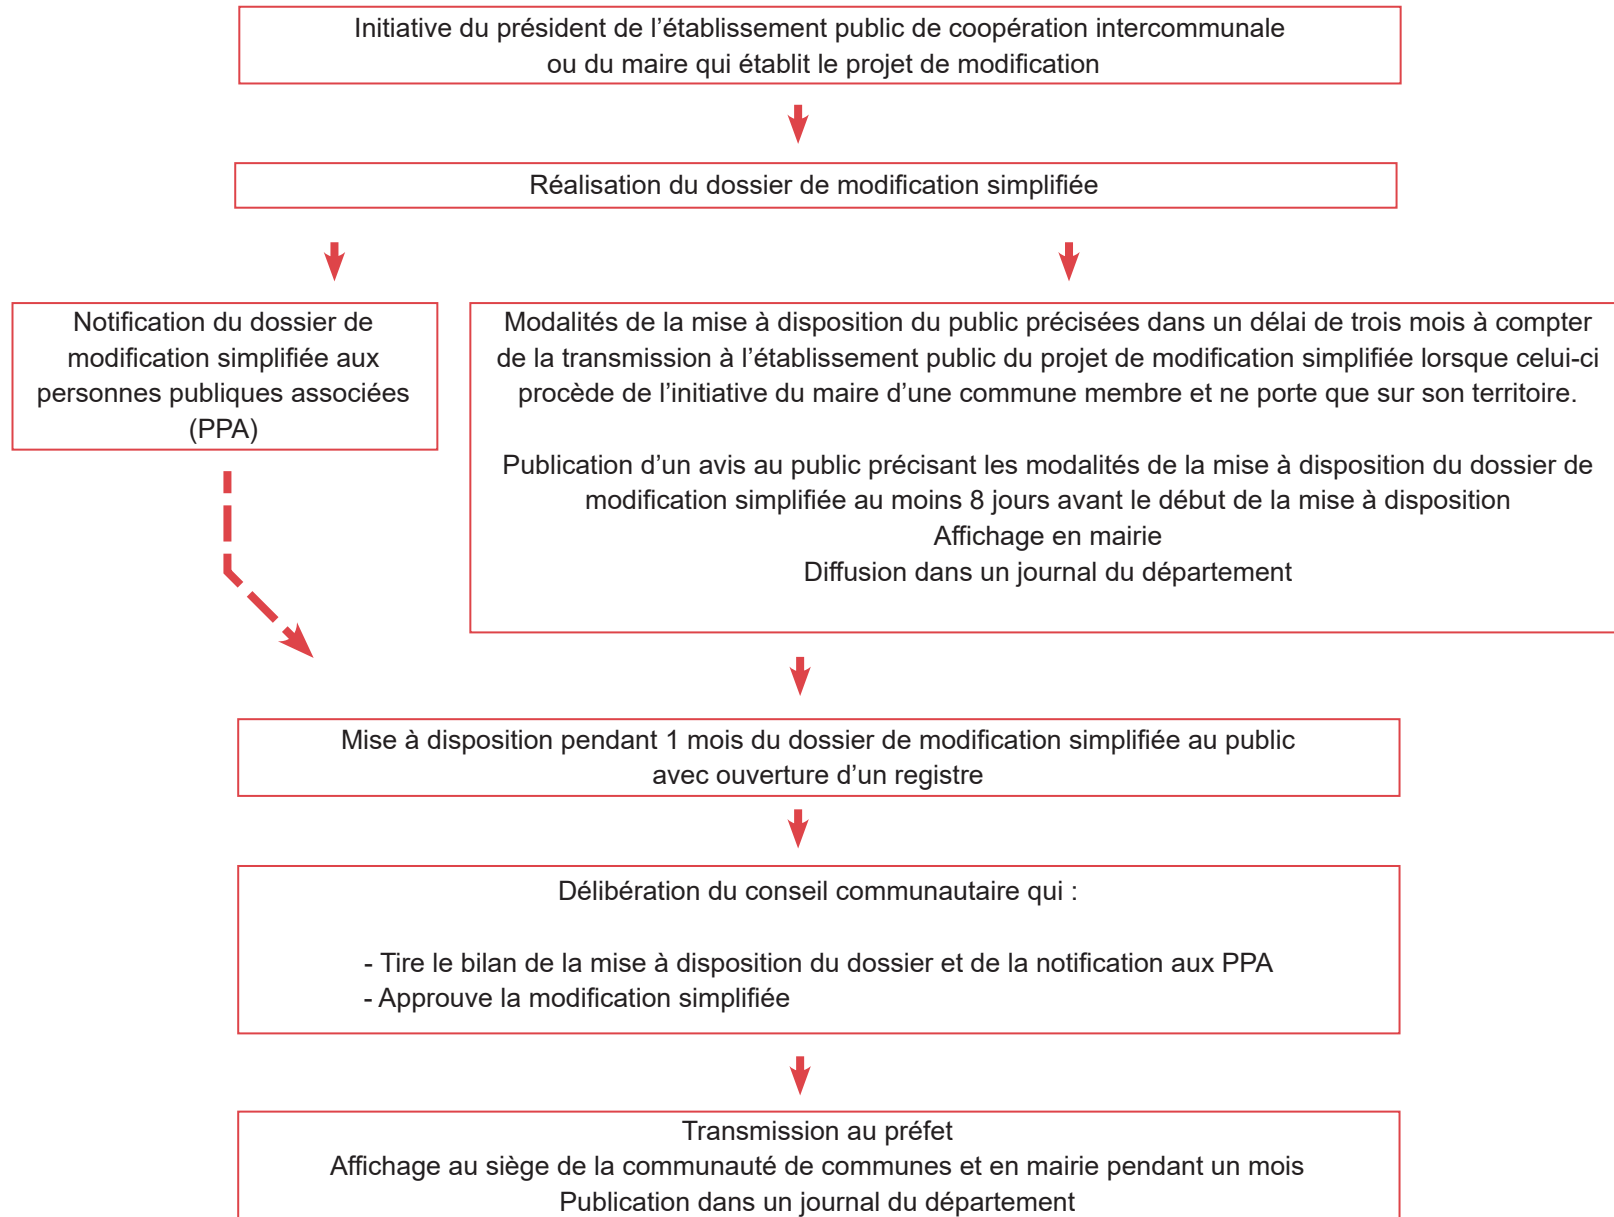 Initiative du président de l’établissement public de coopération intercommunale
ou du maire qui établit le projet de modification
Réalisation du dossier de modification simplifiée
Notification du dossier de
modification simplifiée aux
personnes publiques associées
(PPA)
Modalités de la mise à disposition du public précisées dans un délai de trois mois à compter
de la transmission à l’établissement public du projet de modification simplifiée lorsque celui-ci
procède de l’initiative du maire d’une commune membre et ne porte que sur son territoire.
Publication d’un avis au public précisant les modalités de la mise à disposition du dossier de
modification simplifiée au moins 8 jours avant le début de la mise à disposition
Affichage en mairie
Diffusion dans un journal du département
Mise à disposition pendant 1 mois du dossier de modification simplifiée au public
avec ouverture d’un registre
Délibération du conseil communautaire qui :
- Tire le bilan de la mise à disposition du dossier et de la notification aux PPA
- Approuve la modification simplifiée
Transmission au préfet
Affichage au siège de la communauté de communes et en mairie pendant un mois
Publication dans un journal du département